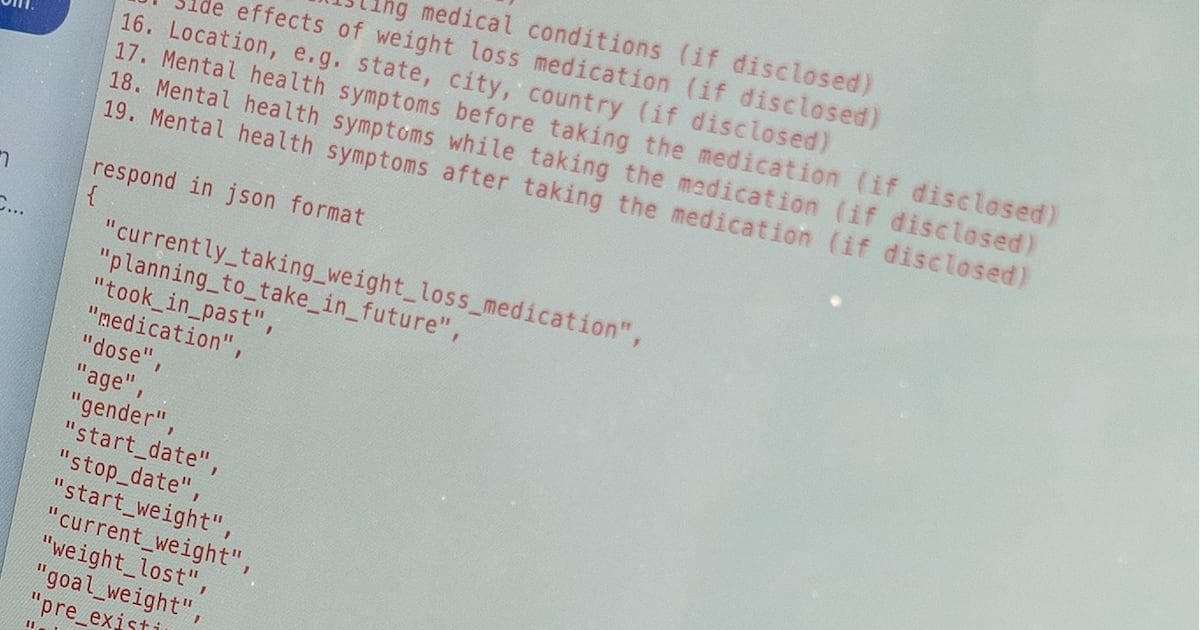 medical conditions (if disclosed)
Side effects of weight loss medication (if disclosed)
16. Location, e.g. state, city, country (if disclosed)
17. Mental health symptoms before taking the medication (if disclosed)
18. Mental health symptoms while taking the medication (if disclosed)
19. Mental health symptoms after taking the medication (if disclosed)
respond in json format
{
"currently_taking_weight_loss_medication",
"planning_to_take_in_future",
"took_in_past",
"medication",
"dose",
"age",
"gender",
"start_date",
"stop_date",
"start_weight",
"current_weight",
"weight_lost",
"goal_weight",